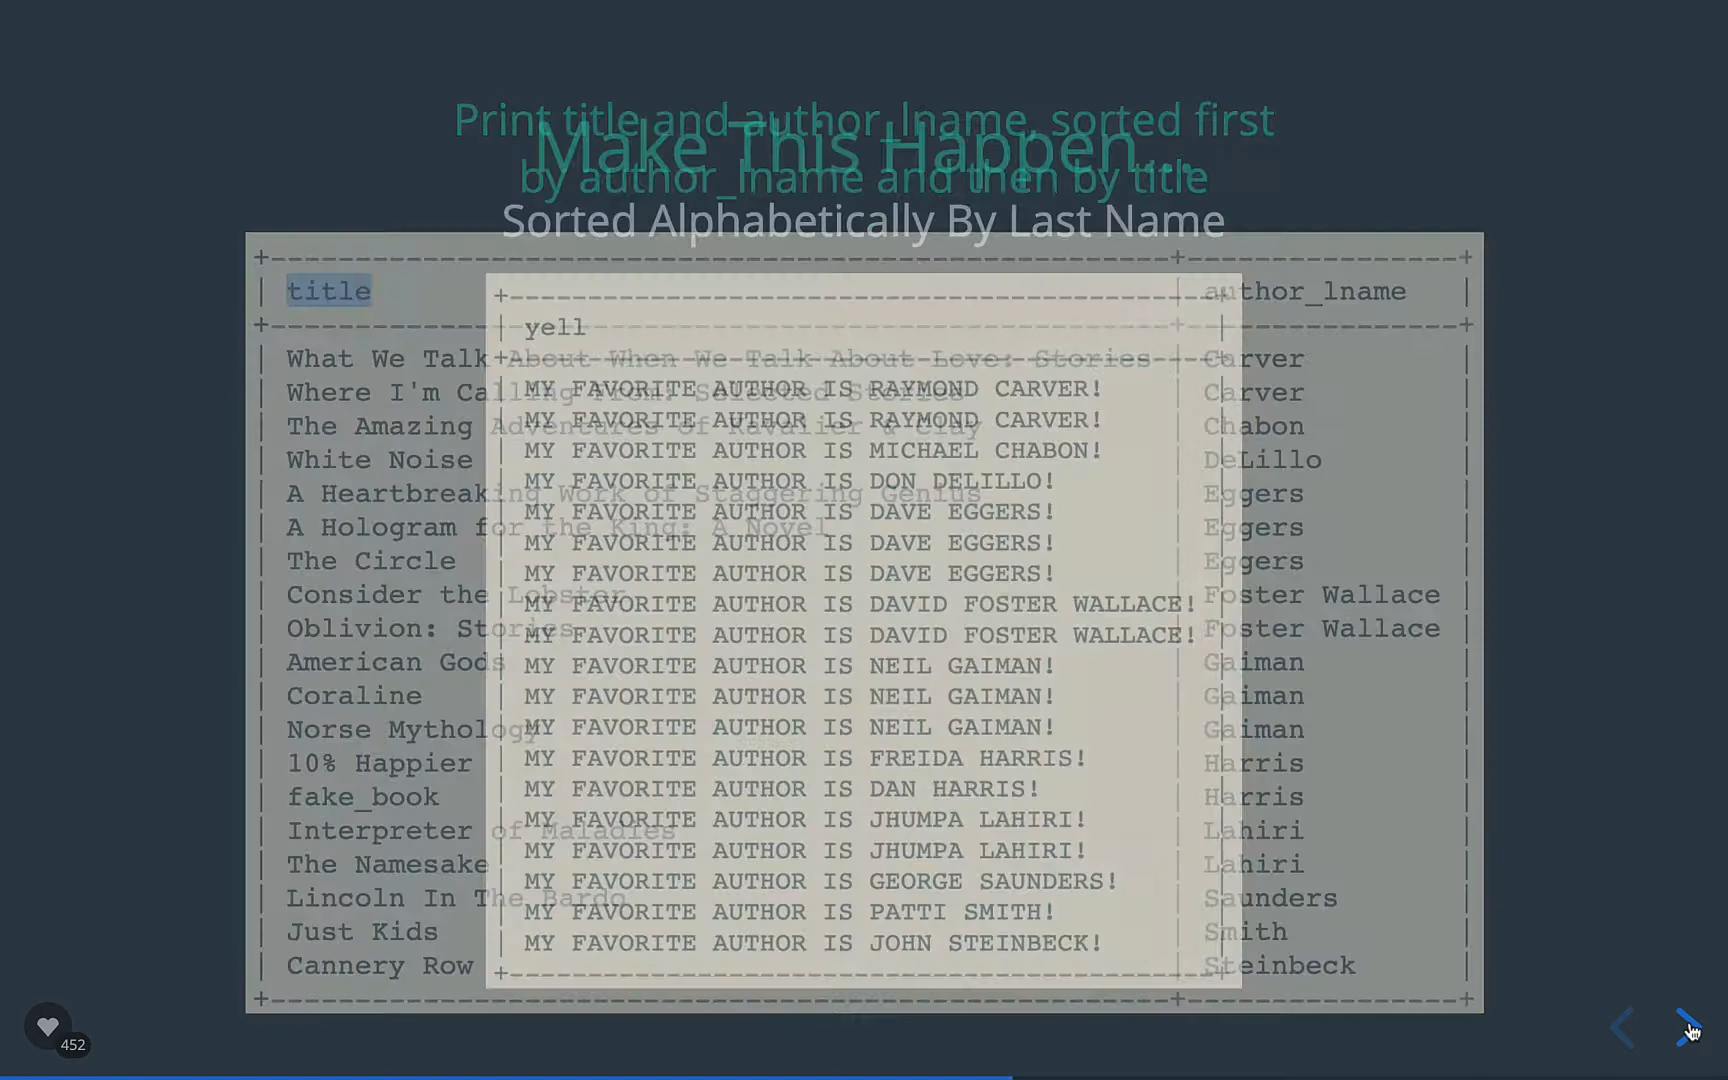 Print title and author_lname, sorted first
by author_lname and then by title
Make This Happen...
Sorted Alphabetically By Last Name
title author_lname
What We Talk About When We Talk About Love: Stories Carver
Where I'm Calling From: Selected Stories Carver
The Amazing Adventures of Kavalier & Clay Chabon
White Noise DeLillo
A Heartbreaking Work of Staggering Genius Eggers
A Hologram for the King: A Novel Eggers
The Circle Eggers
Consider the Lobster Foster Wallace
Oblivion: Stories Foster Wallace
American Gods Gaiman
Coraline Gaiman
Norse Mythology Gaiman
10% Happier Harris
fake_book Harris
Interpreter of Maladies Lahiri
The Namesake Lahiri
Lincoln In The Bardo Saunders
Just Kids Smith
Cannery Row Steinbeck
yell
MY FAVORITE AUTHOR IS RAYMOND CARVER!
MY FAVORITE AUTHOR IS RAYMOND CARVER!
MY FAVORITE AUTHOR IS MICHAEL CHABON!
MY FAVORITE AUTHOR IS DON DELILLO!
MY FAVORITE AUTHOR IS DAVE EGGERS!
MY FAVORITE AUTHOR IS DAVE EGGERS!
MY FAVORITE AUTHOR IS DAVE EGGERS!
MY FAVORITE AUTHOR IS DAVID FOSTER WALLACE!
MY FAVORITE AUTHOR IS DAVID FOSTER WALLACE!
MY FAVORITE AUTHOR IS NEIL GAIMAN!
MY FAVORITE AUTHOR IS NEIL GAIMAN!
MY FAVORITE AUTHOR IS NEIL GAIMAN!
MY FAVORITE AUTHOR IS FREIDA HARRIS!
MY FAVORITE AUTHOR IS DAN HARRIS!
MY FAVORITE AUTHOR IS JHUMPA LAHIRI!
MY FAVORITE AUTHOR IS JHUMPA LAHIRI!
MY FAVORITE AUTHOR IS GEORGE SAUNDERS!
MY FAVORITE AUTHOR IS PATTI SMITH!
MY FAVORITE AUTHOR IS JOHN STEINBECK!
452